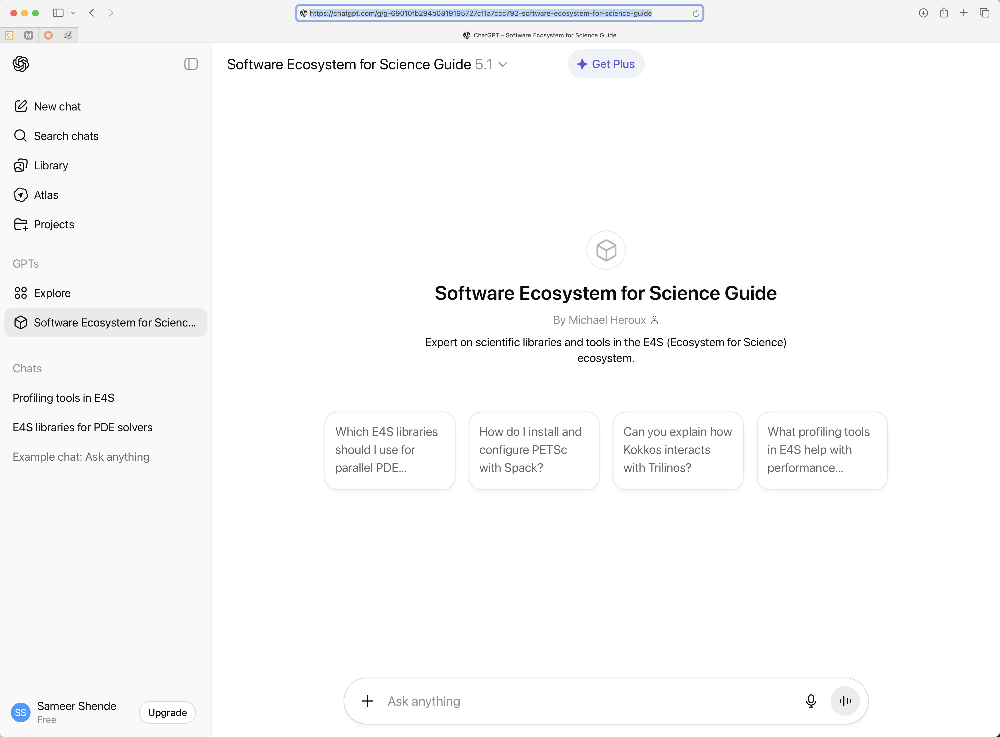 https://chatgpt.com/g/g-69010fb294b0819195727cf1a7ccc792-software-ecosystem-for-science-guide
M
ChatGPT - Software Ecosystem for Science Guide
Software Ecosystem for Science Guide 5.1
Get Plus
New chat
Search chats
Library
Atlas
Projects
GPTs
Explore
Software Ecosystem for Scienc...
Chats
Profiling tools in E4S
E4S libraries for PDE solvers
Example chat: Ask anything
SS
Sameer Shende
Free
Upgrade
Software Ecosystem for Science Guide
By Michael Heroux
Expert on scientific libraries and tools in the E4S (Ecosystem for Science)
ecosystem.
Which E4S libraries
should I use for
parallel PDE...
How do I install and
configure PETSc
with Spack?
Can you explain how
Kokkos interacts
with Trilinos?
What profiling tools
in E4S help with
performance...
Ask anything